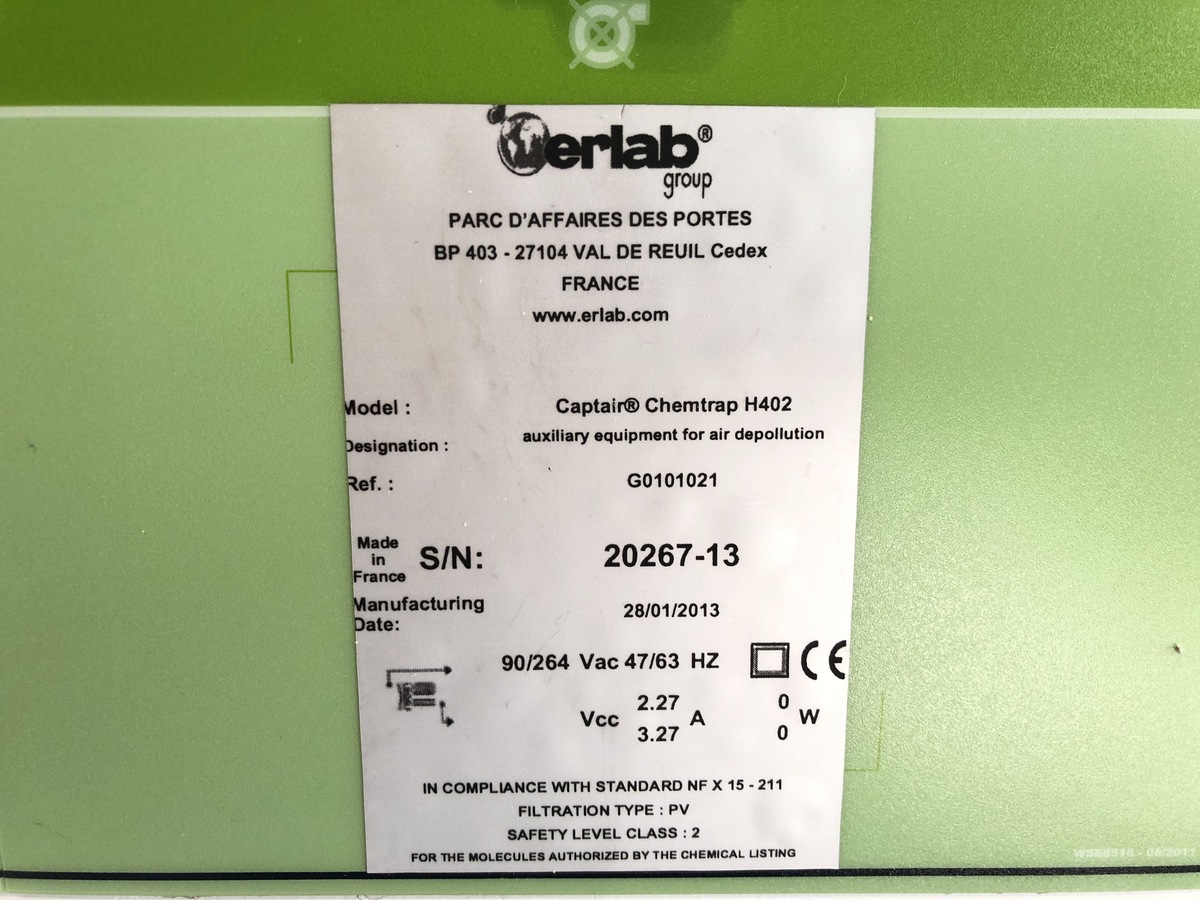 erlab®
group
PARC D'AFFAIRES DES PORTES
BP 403 - 27104 VAL DE REUIL Cedex
FRANCE
www.erlab.com
Model : Captair® Chemtrap H402
Designation : auxiliary equipment for air depollution
Ref. : G0101021
Made in France S/N: 20267-13
Manufacturing Date: 28/01/2013
90/264 Vac 47/63 HZ CE
Vcc 2.27 A 0 W
3.27 0
IN COMPLIANCE WITH STANDARD NF X 15 - 211
FILTRATION TYPE : PV
SAFETY LEVEL CLASS : 2
FOR THE MOLECULES AUTHORIZED BY THE CHEMICAL LISTING